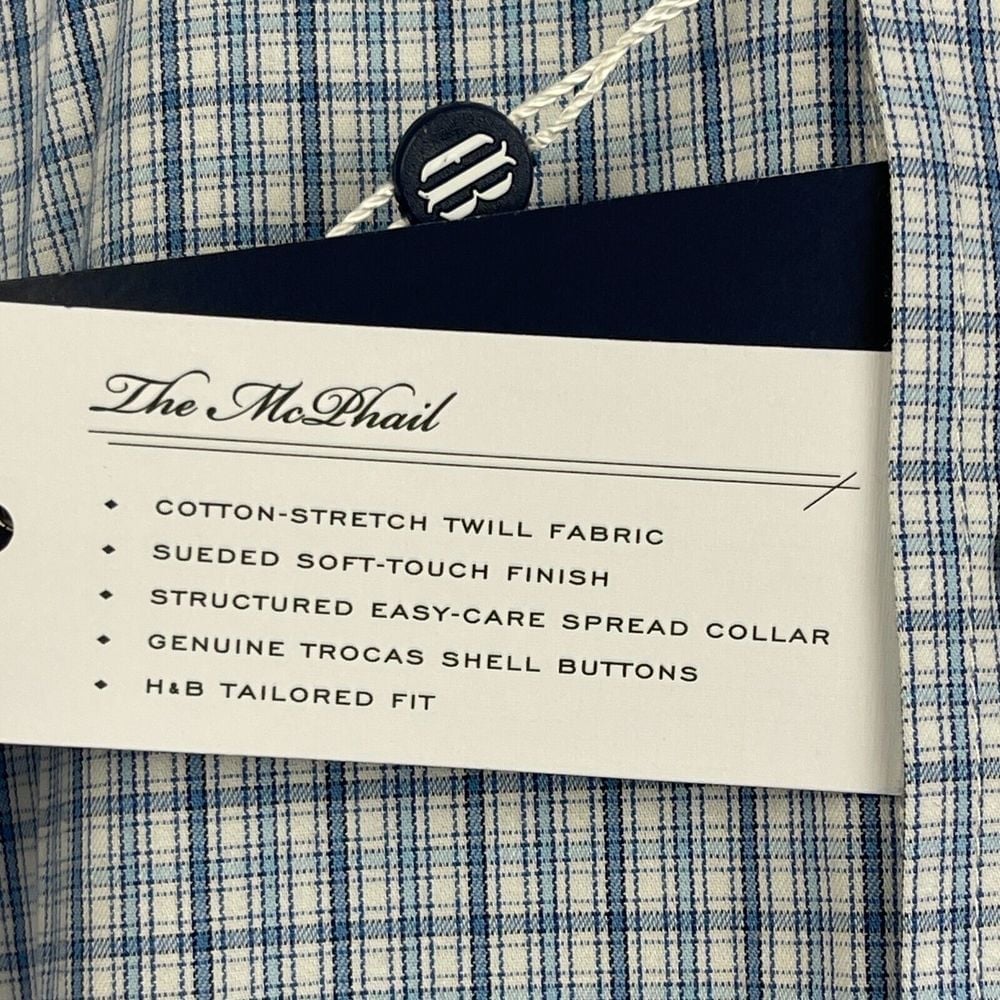 The McPhail
COTTON-STRETCH TWILL FABRIC
SUEDED SOFT-TOUCH FINISH
STRUCTURED EASY-CARE SPREAD COLLAR
GENUINE TROCAS SHELL BUTTONS
H&B TAILORED FIT